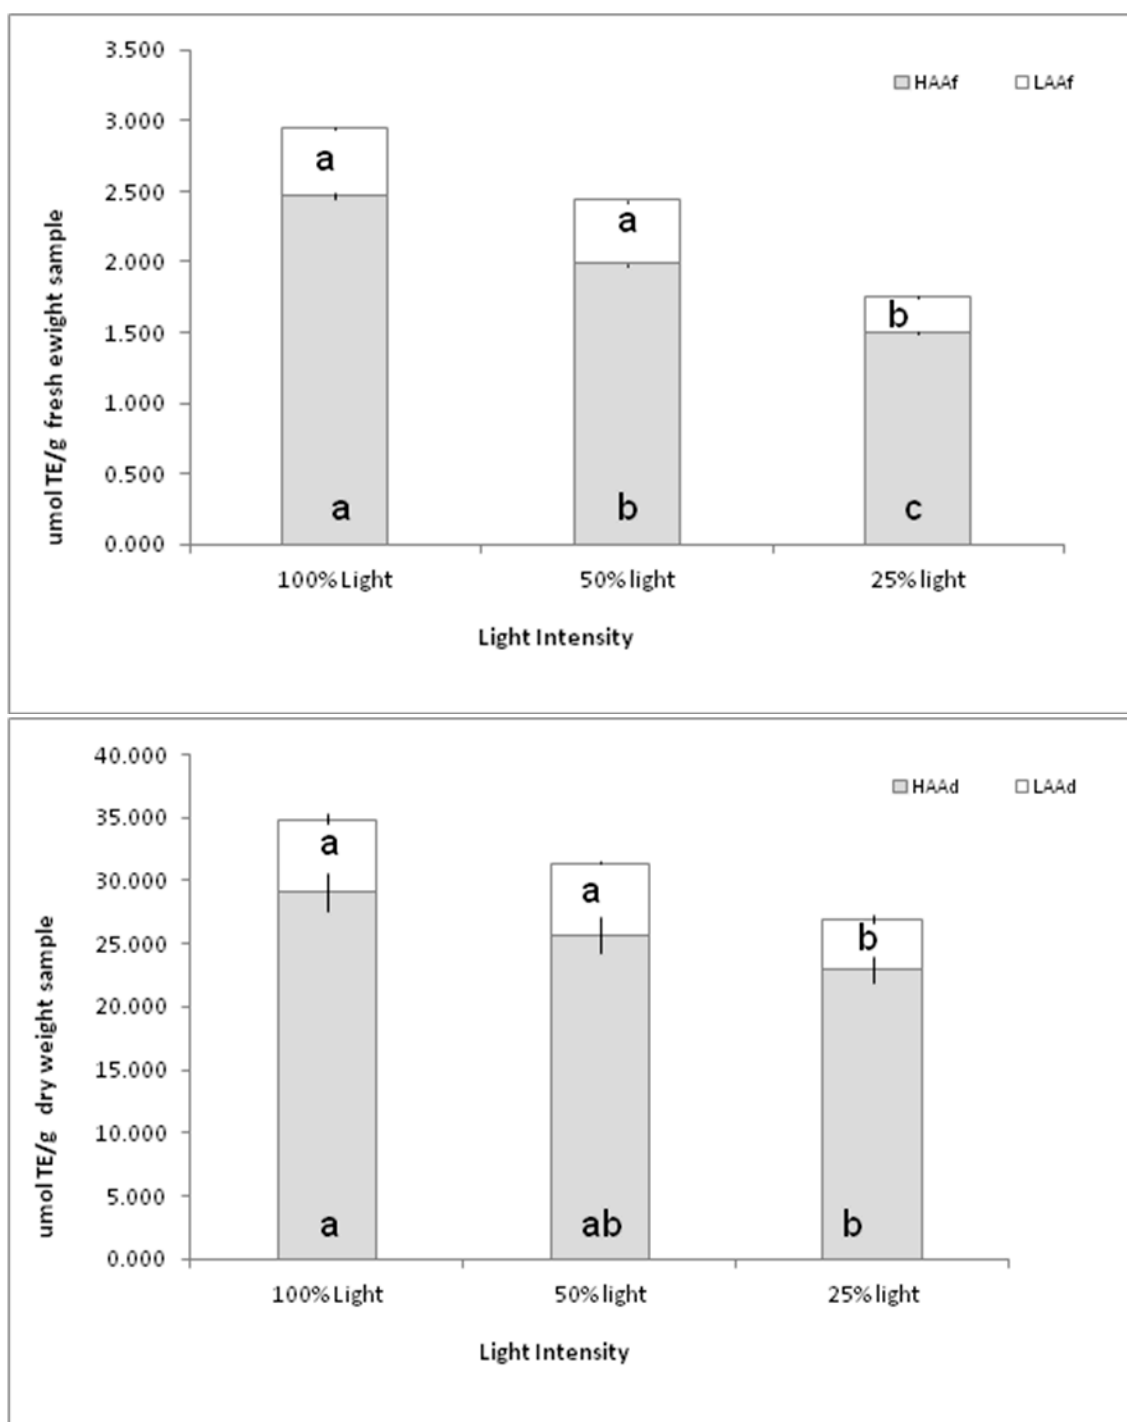 3.500
HAAf LAAf
3.000
a
2.500
a
2.000
b
1.500
1.000
0.500
a b c
0.000
100% Light 50% light 25% light
Light Intensity
umol TE/g fresh ewight sample
40.000
HAAd LAAd
35.000
a
30.000
a
25.000
b
20.000
15.000
10.000
5.000
a ab b
0.000
100% Light 50% light 25% light
Light Intensity
umol TE/g dry weight sample